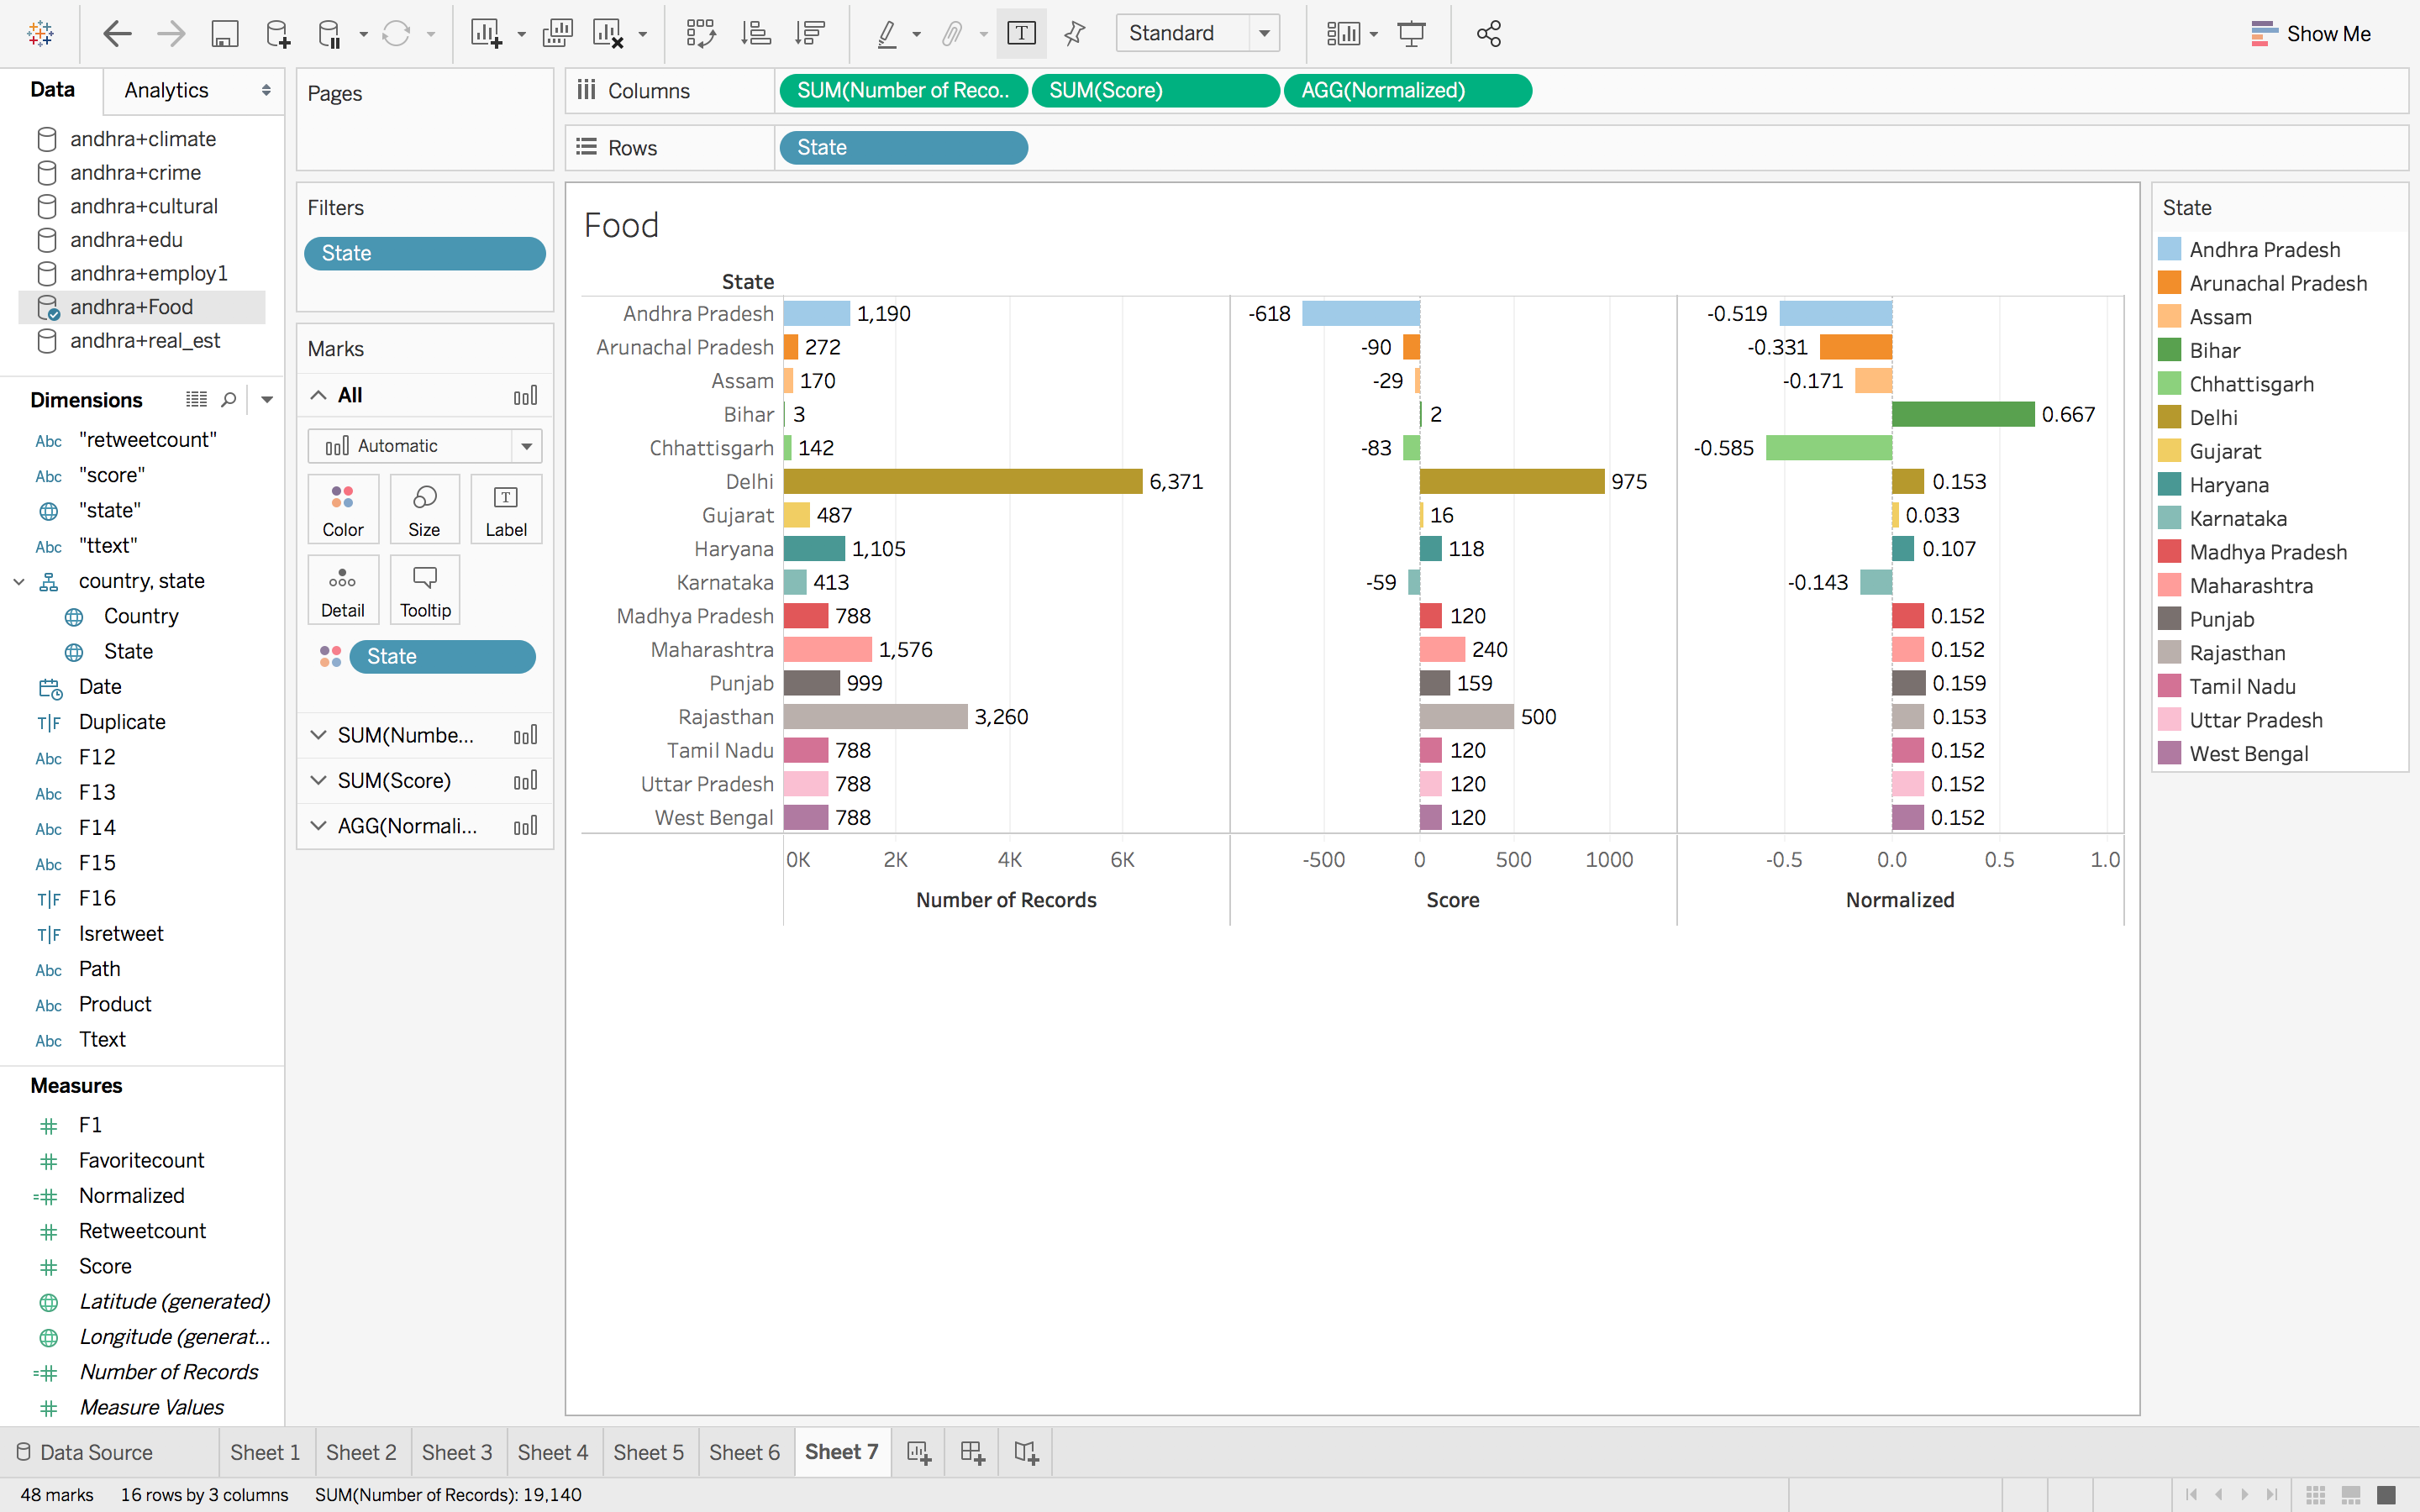 Standard
Show Me
Data
Analytics
andhra+climate
andhra+crime
andhra+cultural
andhra+edu
andhra+employ1
andhra+Food
andhra+real_est
Dimensions
Abc "retweetcount"
Abc "score"
"state"
Abc "ttext"
country, state
Country
State
Date
T|F Duplicate
Abc F12
Abc F13
Abc F14
Abc F15
T|F F16
T|F Isretweet
Abc Path
Abc Product
Abc Ttext
Measures
F1
Favoritecount
Normalized
Retweetcount
Score
Latitude (generated)
Longitude (generat...
Number of Records
Measure Values
Pages
Filters
State
Marks
All
Automatic
Color
Size
T
Label
Detail
Tooltip
State
SUM(Numbe...
SUM(Score)
AGG(Normali...
Columns
SUM(Number of Reco..
SUM(Score)
AGG(Normalized)
Rows
State
Food
State
Andhra Pradesh 1,190 -618 -0.519
Arunachal Pradesh 272 -90 -0.331
Assam 170 -29 -0.171
Bihar 3 2 0.667
Chhattisgarh 142 -83 -0.585
Delhi 6,371 975 0.153
Gujarat 487 16 0.033
Haryana 1,105 118 0.107
Karnataka 413 -59 -0.143
Madhya Pradesh 788 120 0.152
Maharashtra 1,576 240 0.152
Punjab 999 159 0.159
Rajasthan 3,260 500 0.153
Tamil Nadu 788 120 0.152
Uttar Pradesh 788 120 0.152
West Bengal 788 120 0.152
0K 2K 4K 6K -500 0 500 1000 -0.5 0.0 0.5 1.0
Number of Records Score Normalized
State
Andhra Pradesh
Arunachal Pradesh
Assam
Bihar
Chhattisgarh
Delhi
Gujarat
Haryana
Karnataka
Madhya Pradesh
Maharashtra
Punjab
Rajasthan
Tamil Nadu
Uttar Pradesh
West Bengal
Data Source Sheet 1 Sheet 2 Sheet 3 Sheet 4 Sheet 5 Sheet 6 Sheet 7
48 marks 16 rows by 3 columns SUM(Number of Records): 19,140